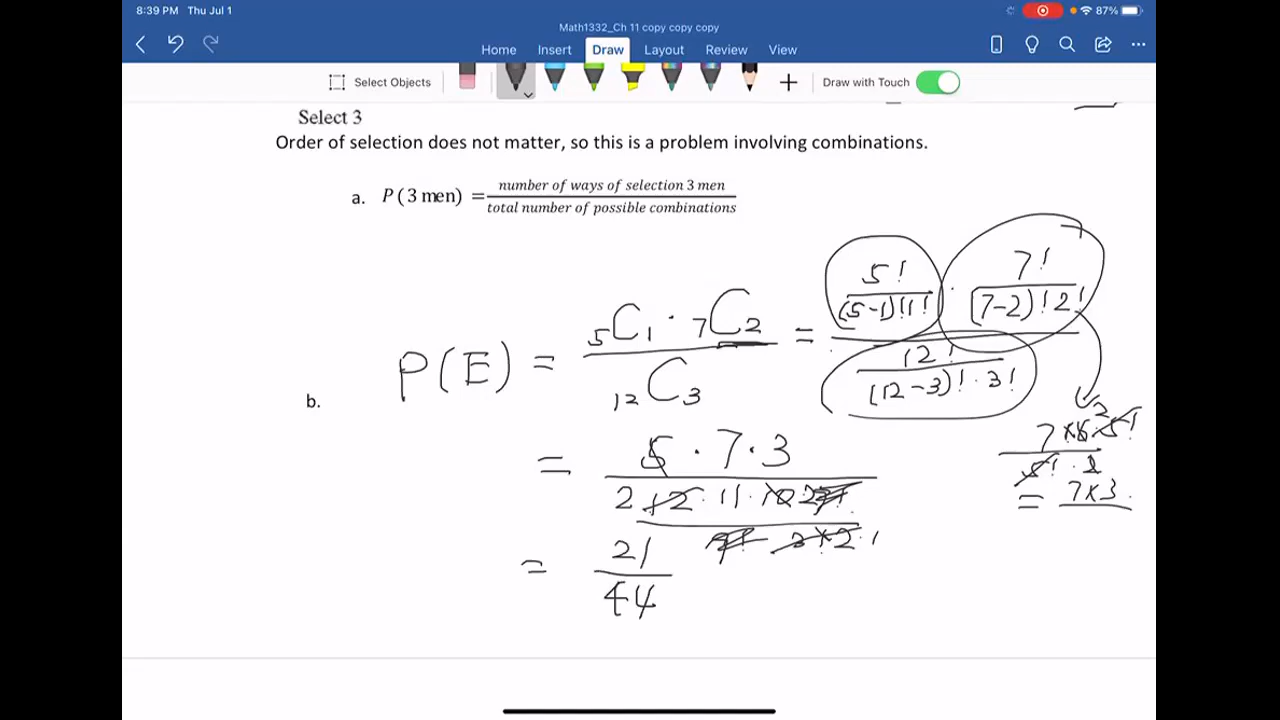 8:39 PM Thu Jul 1
87%
Math1332_Ch 11 copy copy copy
Home Insert Draw Layout Review View
Select Objects
Draw with Touch
Select 3
Order of selection does not matter, so this is a problem involving combinations.
a. P(3 men) = number of ways of selection 3 men
total number of possible combinations
b.
P(E) = 5C1 · 7C2 / 12C3 = 5! / (5-1)!1! · 7! / (7-2)!2!
12! / (12-3)! · 3!
= 5 · 7 · 3
2 12 · 11 · 10
= 7×3
= 21
44